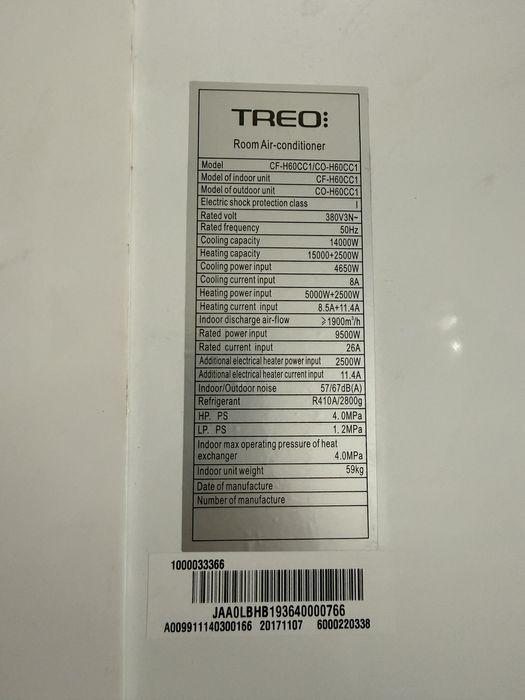 TREO
Room Air-conditioner
Model CF-H60CC1/CO-H60CC1
Model of indoor unit CF-H60CC1
Model of outdoor unit CO-H60CC1
Electric shock protection class I
Rated volt 380V3N~
Rated frequency 50Hz
Cooling capacity 14000W
Heating capacity 15000+2500W
Cooling power input 4650W
Cooling current input 8A
Heating power input 5000W+2500W
Heating current input 8.5A+11.4A
Indoor discharge air-flow ≥1900m³/h
Rated power input 9500W
Rated current input 26A
Additional electrical heater power input 2500W
Additional electrical heater current input 11.4A
Indoor/Outdoor noise 57/67dB(A)
Refrigerant R410A/2800g
HP. PS 4.0MPa
LP. PS 1.2MPa
Indoor max operating pressure of heat
exchanger 4.0MPa
Indoor unit weight 59kg
Date of manufacture
Number of manufacture
1000033366
JAA0LBHB193640000766
A009911140300166 20171107 6000220338